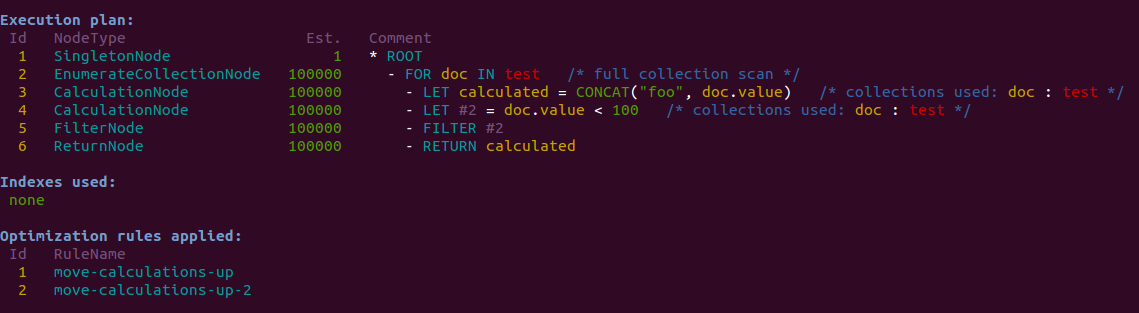 Execution plan:
 Id   NodeType                    Est.   Comment
  1   SingletonNode                  1   * ROOT
  2   EnumerateCollectionNode   100000     - FOR doc IN test   /* full collection scan */
  3   CalculationNode           100000       - LET calculated = CONCAT("foo", doc.value)   /* collections used: doc : test */
  4   CalculationNode           100000       - LET #2 = doc.value < 100   /* collections used: doc : test */
  5   FilterNode                100000       - FILTER #2
  6   ReturnNode                100000       - RETURN calculated
Indexes used:
 none
Optimization rules applied:
 Id   RuleName
  1   move-calculations-up
  2   move-calculations-up-2